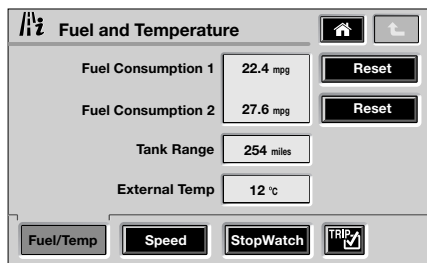 Fuel and Temperature
Fuel Consumption 1 22.4 mpg Reset
Fuel Consumption 2 27.6 mpg Reset
Tank Range 254 miles
External Temp 12 °C
Fuel/Temp Speed StopWatch TRIP